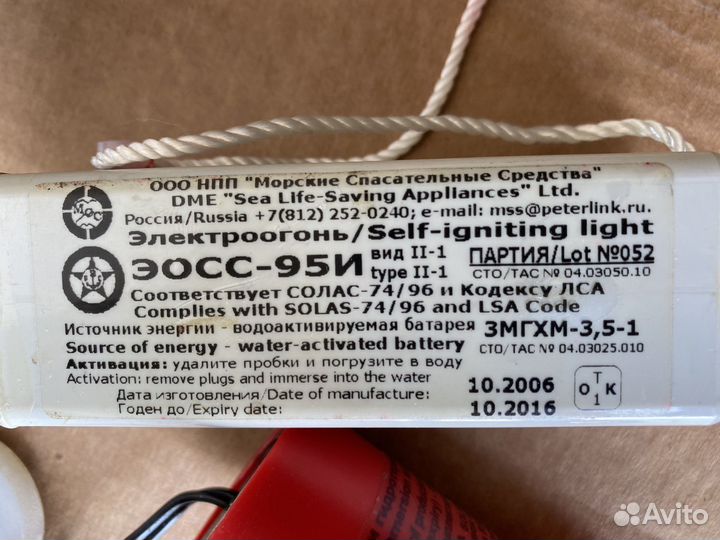 ООО НПП "Морские Спасательные Средства"
DME "Sea Life-Saving Appliances" Ltd.
Россия/Russia +7(812) 252-0240; e-mail: mss@peterlink.ru.
Электроогонь/Self-igniting light
МСС
ЭОСС-95И вид II-1 ПАРТИЯ/Lot №052
type II-1 СТО/TAC № 04.03050.10
Соответствует СОЛАС-74/96 и Кодексу ЛСА
Complies with SOLAS-74/96 and LSA Code
Источник энергии - водоактивируемая батарея 3МГХМ-3,5-1
Source of energy - water-activated battery СТО/TAC № 04.03025.010
Активация: удалите пробки и погрузите в воду
Activation: remove plugs and immerse into the water
Дата изготовления/Date of manufacture: 10.2006
Годен до/Expiry date: 10.2016
ОТК
1
Avito